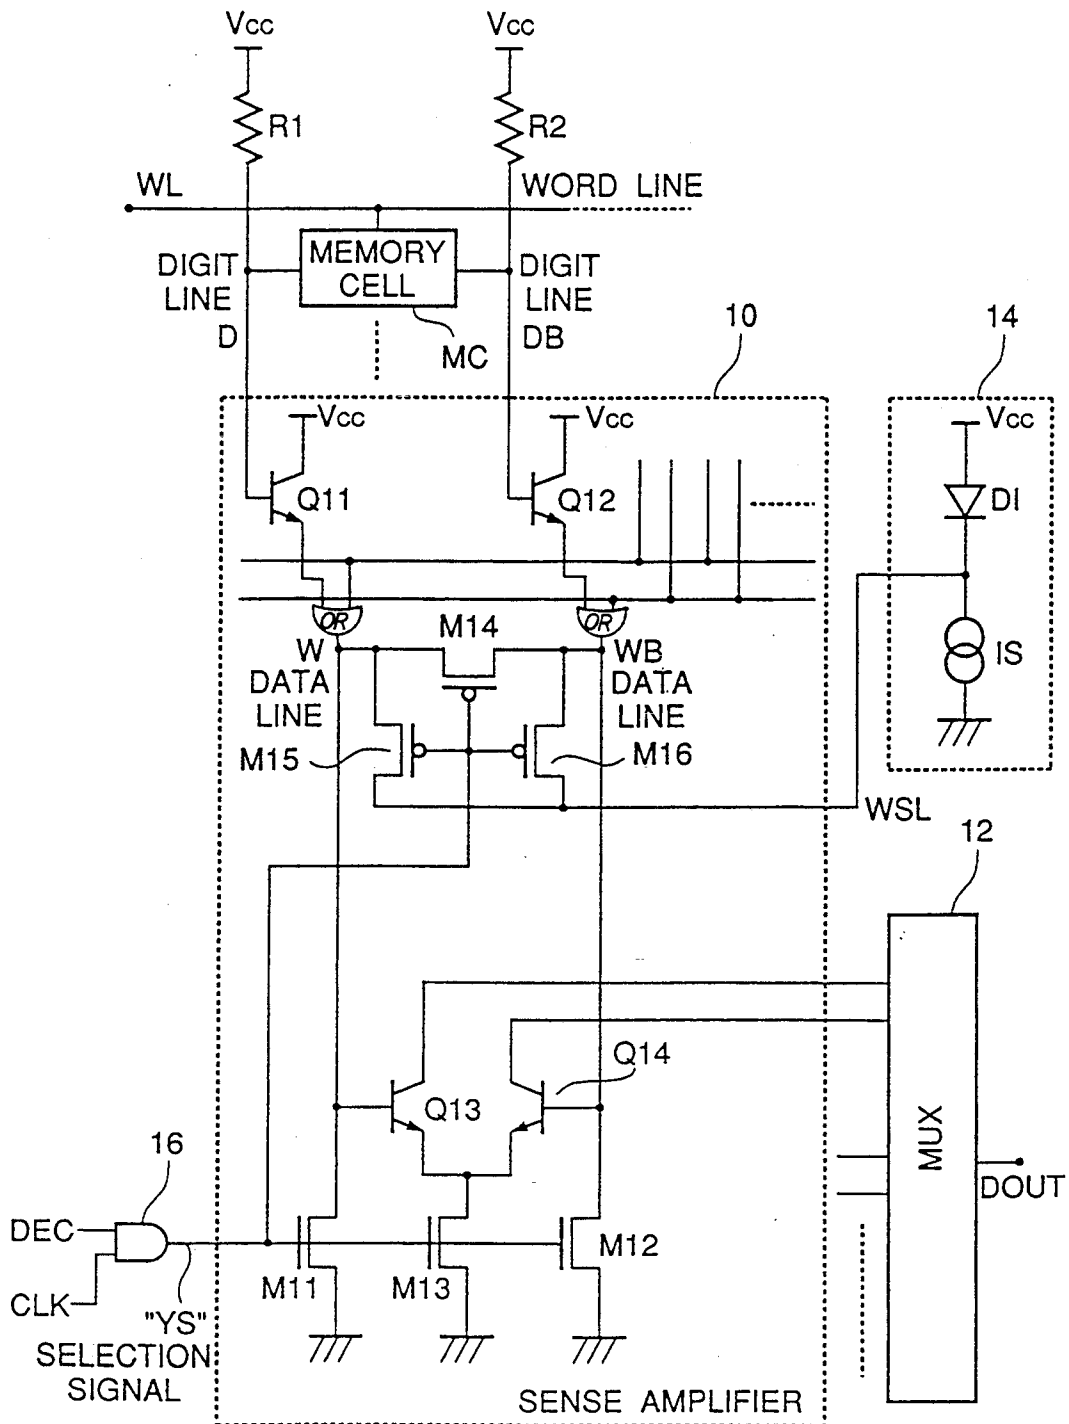 Vcc
Vcc
R1
R2
WL
WORD LINE
DIGIT
LINE
D
MEMORY
CELL
DIGIT
LINE
DB
MC
10
14
Vcc
Vcc
Vcc
Q11
Q12
DI
OR
OR
M14
W
DATA
LINE
WB
DATA
LINE
IS
M15
M16
WSL
12
Q14
Q13
MUX
16
DOUT
DEC
CLK
M11
M13
M12
"YS"
SELECTION
SIGNAL
SENSE AMPLIFIER